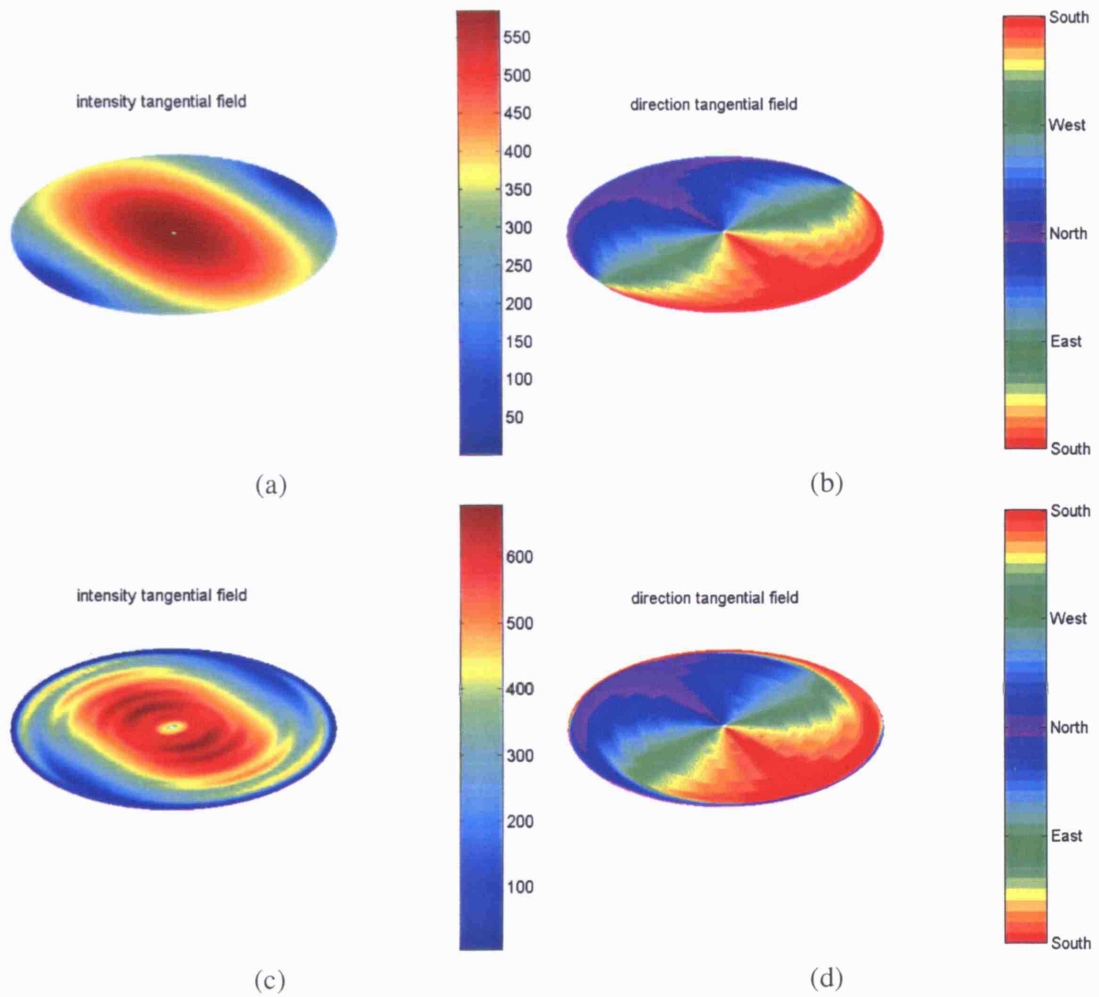 intensity tangential field
550
500
450
400
350
300
250
200
150
100
50
(a)
direction tangential field
South
West
North
East
South
(b)
intensity tangential field
600
500
400
300
200
100
(c)
direction tangential field
South
West
North
East
South
(d)